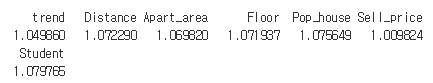 trend Distance Apart_area Floor Pop_house Sell_price
1.049860 1.072290 1.069820 1.071937 1.075649 1.009824
Student
1.079765